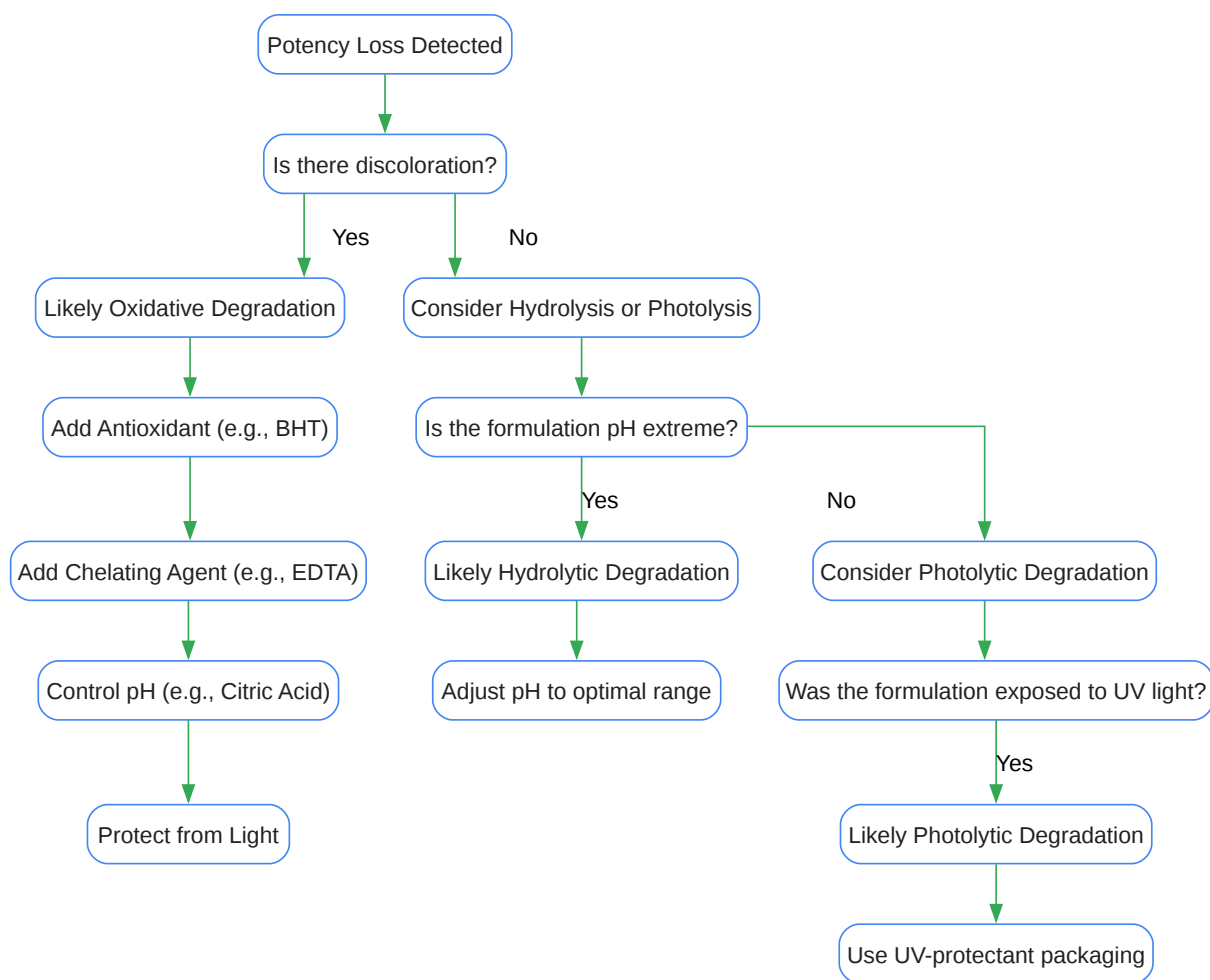 Potency Loss Detected
Is there discoloration?
Yes
No
Likely Oxidative Degradation
Consider Hydrolysis or Photolysis
Add Antioxidant (e.g., BHT)
Is the formulation pH extreme?
Yes
No
Add Chelating Agent (e.g., EDTA)
Likely Hydrolytic Degradation
Consider Photolytic Degradation
Control pH (e.g., Citric Acid)
Adjust pH to optimal range
Was the formulation exposed to UV light?
Yes
Protect from Light
Likely Photolytic Degradation
Use UV-protectant packaging